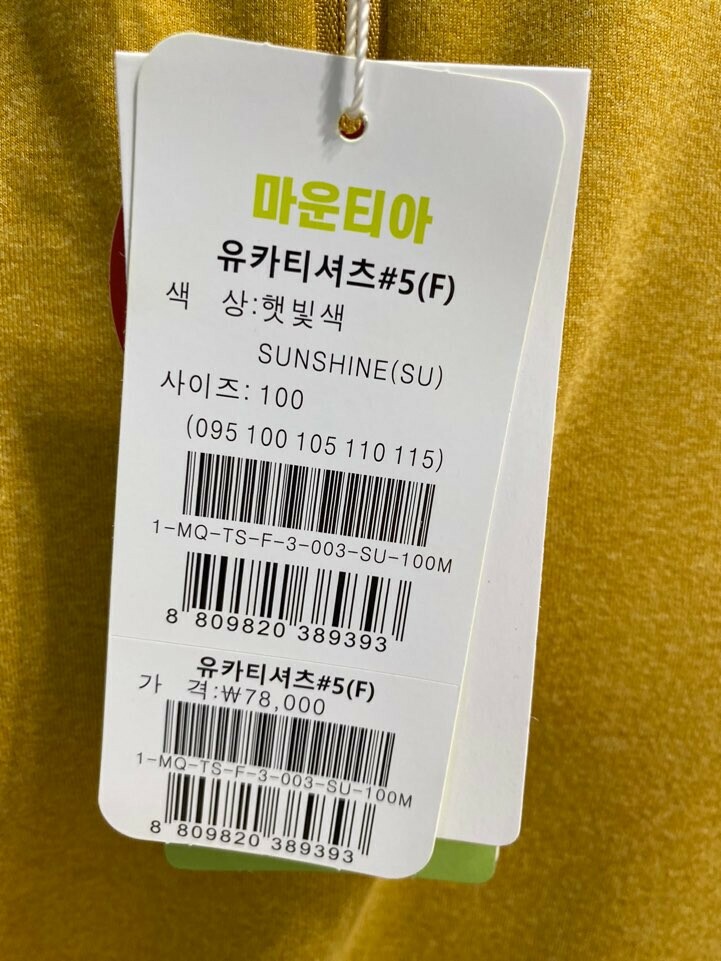 마운티아
유카티셔츠#5(F)
색 상:햇빛색
SUNSHINE(SU)
사이즈: 100
(095 100 105 110 115)
1-MQ-TS-F-3-003-SU-100M
8 809820 389393
유카티셔츠#5(F)
가 격:₩78,000
1-MQ-TS-F-3-003-SU-100M
8 809820 389393